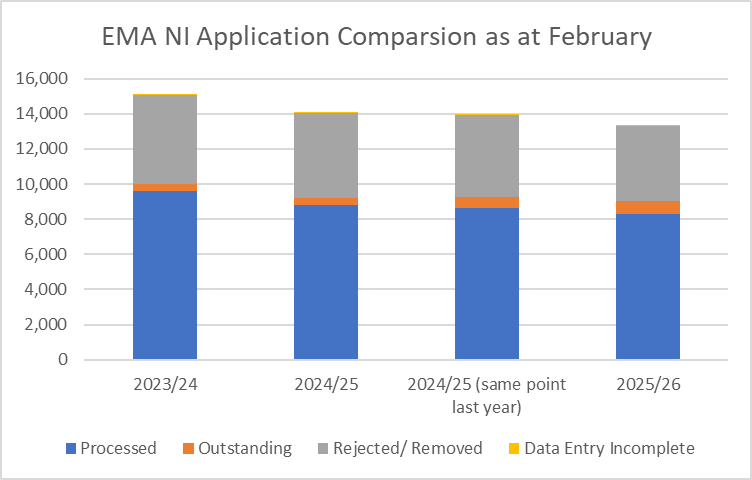 EMA NI Application Comparsion as at February
16,000
14,000
12,000
10,000
8,000
6,000
4,000
2,000
0
2023/24
2024/25
2024/25 (same point
last year)
2025/26
Processed
Outstanding
Rejected/ Removed
Data Entry Incomplete